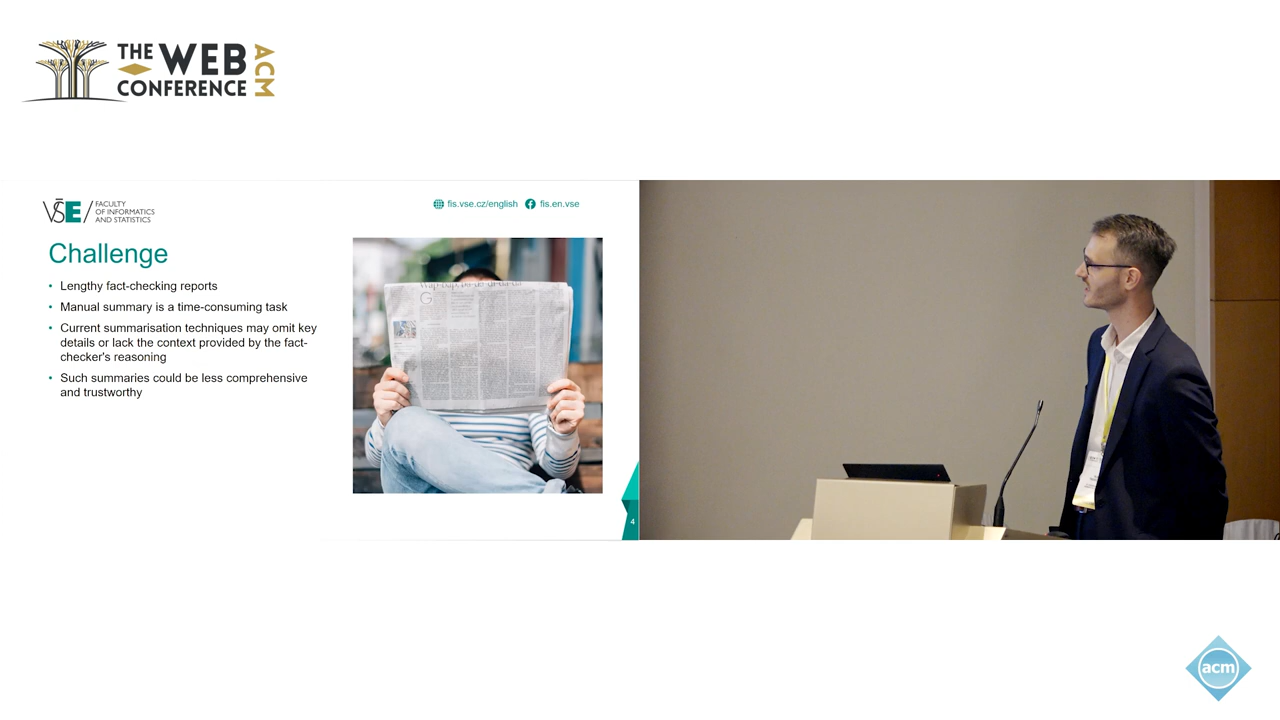 THE WEB
CONFERENCE
ACM
VŠE / FACULTY
OF INFORMATICS
AND STATISTICS
fis.vse.cz/english fis.en.vse
Challenge
• Lengthy fact-checking reports
• Manual summary is a time-consuming task
• Current summarisation techniques may omit key
details or lack the context provided by the fact-
checker's reasoning
• Such summaries could be less comprehensive
and trustworthy
4
acm